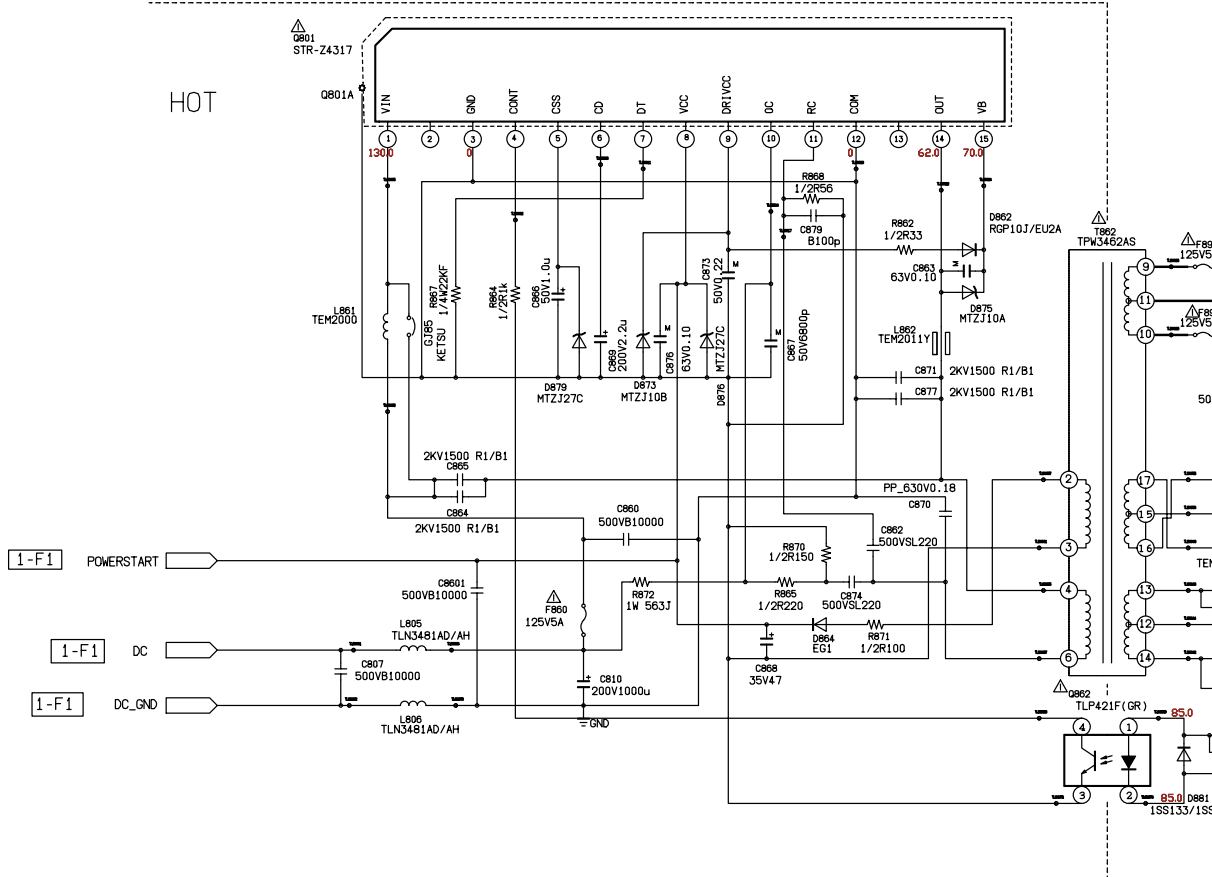 Q801
STR-Z4317
HOT
Q801A
VIN
GND
CONT
CSS
CD
DT
VCC
DRIVCC
OC
RC
COM
OUT
VB
1
2
3
4
5
6
7
8
9
10
11
12
13
14
15
130.0
0
0
62.0
70.0
R868
1/2R56
C879
B100p
R862
1/2R33
D862
RGP10J/EU2A
C863
63V0.10
D875
MTZJ10A
T862
TPW3462AS
F89
125V5
9
11
10
F89
125V5
L861
TEM2000
GJ85
KETSU
R867
1/4W22KF
R864
1/2R1k
C866
50V1.0u
D879
MTZJ27C
C869
200V2.2u
D873
MTZJ10B
C876
63V0.10
MTZJ27C
D876
C873
50V0.22
C867
50V6800p
L862
TEM2011Y
C871
2KV1500 R1/B1
C877
2KV1500 R1/B1
50
2KV1500 R1/B1
C865
C864
2KV1500 R1/B1
PP_630V0.18
C870
2
3
4
6
17
15
16
13
12
14
TEN
C860
500VB10000
C862
500VSL220
R870
1/2R150
1-F1
POWERSTART
C8601
500VB10000
R872
1W 563J
R865
1/2R220
C874
500VSL220
F860
125V5A
L805
TLN3481AD/AH
1-F1
DC
C807
500VB10000
D864
EG1
R871
1/2R100
C868
35V47
C810
200V1000u
1-F1
DC_GND
L806
TLN3481AD/AH
GND
Q862
TLP421F(GR)
4
1
3
2
85.0
85.0
D881
1SS133/1SS
M
M
M
M